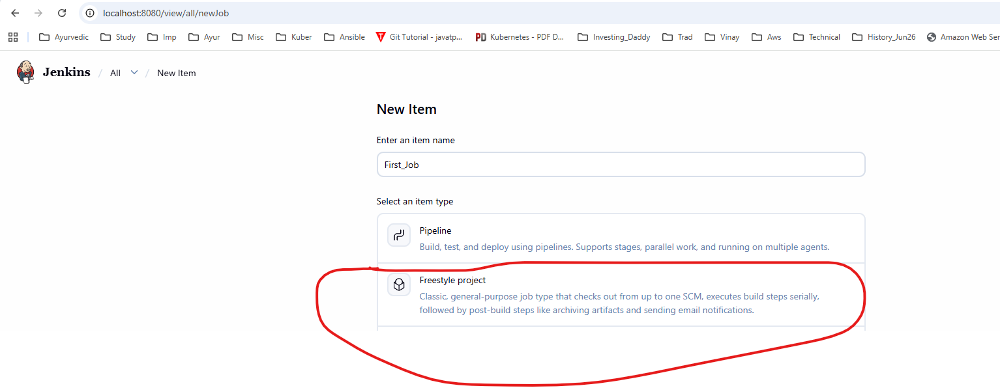 localhost:8080/view/all/newJob
Ayurvedic Study Imp Ayur Misc Kuber Ansible Git Tutorial - javatp... Kubernetes - PDF D... Investing_Daddy Trad Vinay Aws Technical History_Jun26 Amazon Web Ser
Jenkins / All / New Item
New Item
Enter an item name
First_Job
Select an item type
Pipeline
Build, test, and deploy using pipelines. Supports stages, parallel work, and running on multiple agents.
Freestyle project
Classic, general-purpose job type that checks out from up to one SCM, executes build steps serially,
followed by post-build steps like archiving artifacts and sending email notifications.